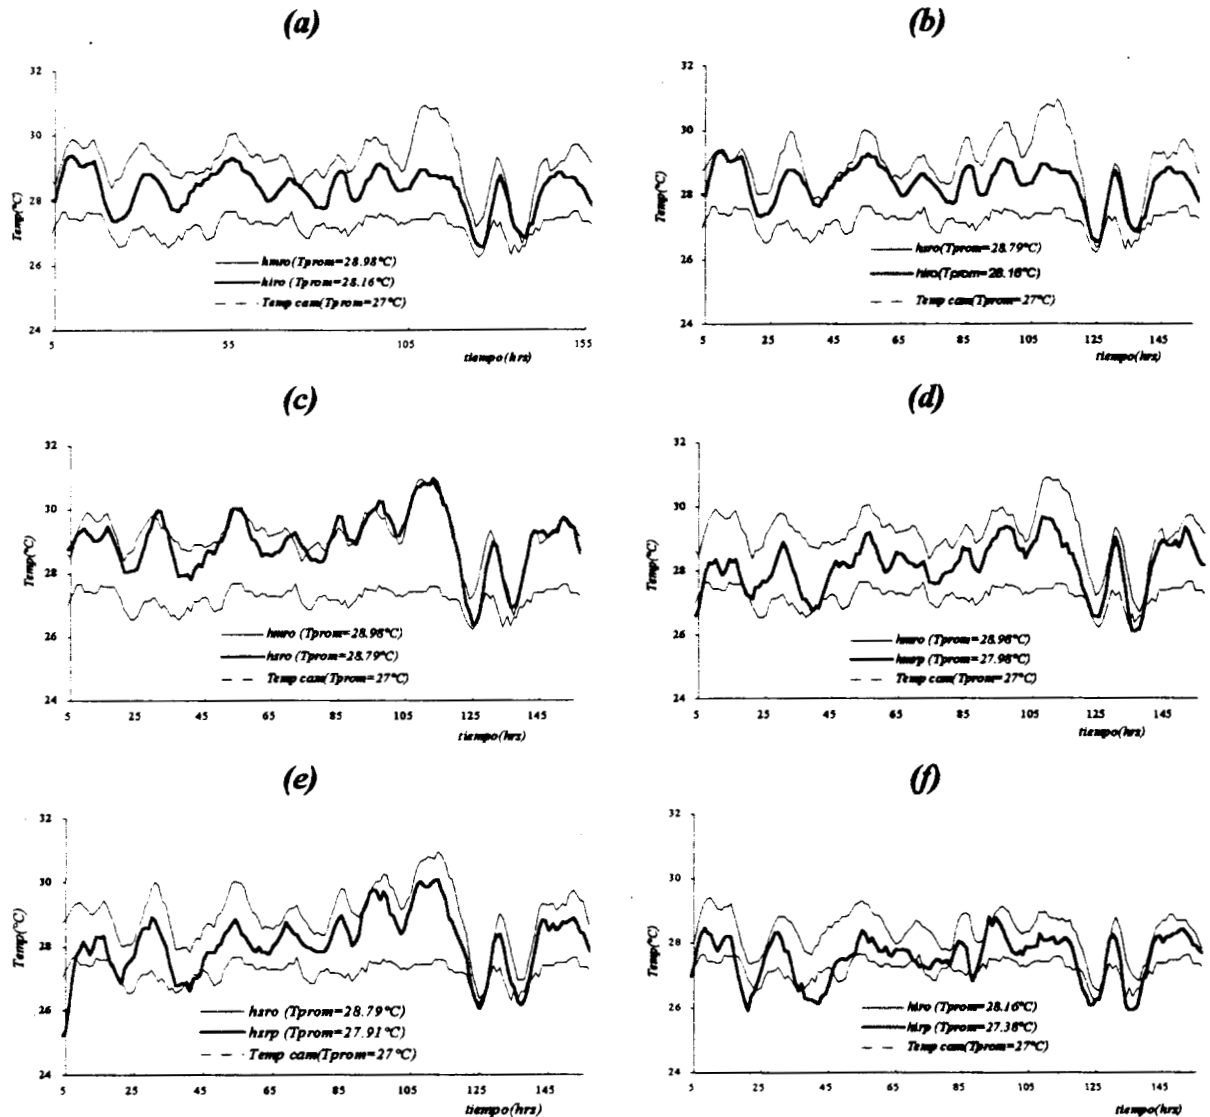 (a)
32
30
28
26
24
Temp(°C)
hmro(Tprom=28.98°C)
hiro (Tprom=28.16°C)
Temp cam(Tprom=27°C)
5 55 105 155
tiempo(hrs)
(b)
32
30
28
26
24
Temp(°C)
hsro(Tprom=28.79°C)
hiro(Tprom=28.16°C)
Temp cam(Tprom=27°C)
5 25 45 65 85 105 125 145
tiempo(hrs)
(c)
32
30
28
26
24
Temp(°C)
hmro (Tprom=28.98°C)
hsro (Tprom=28.79°C)
Temp cam(Tprom=27°C)
5 25 45 65 85 105 125 145
tiempo(hrs)
(d)
32
30
28
26
24
Temp(°C)
hmro (Tprom=28.98°C)
hmrp (Tprom=27.98°C)
Temp cam(Tprom=27°C)
5 25 45 65 85 105 125 145
tiempo(hrs)
(e)
32
30
28
26
24
Temp(°C)
hsro (Tprom=28.79°C)
hsrp (Tprom=27.91°C)
Temp cam(Tprom=27°C)
5 25 45 65 85 105 125 145
tiempo(hrs)
(f)
32
30
28
26
24
Temp(°C)
hiro (Tprom=28.16°C)
hirp (Tprom=27.38°C)
Temp cam(Tprom=27°C)
5 25 45 65 85 105 125 145
tiempo(hrs)